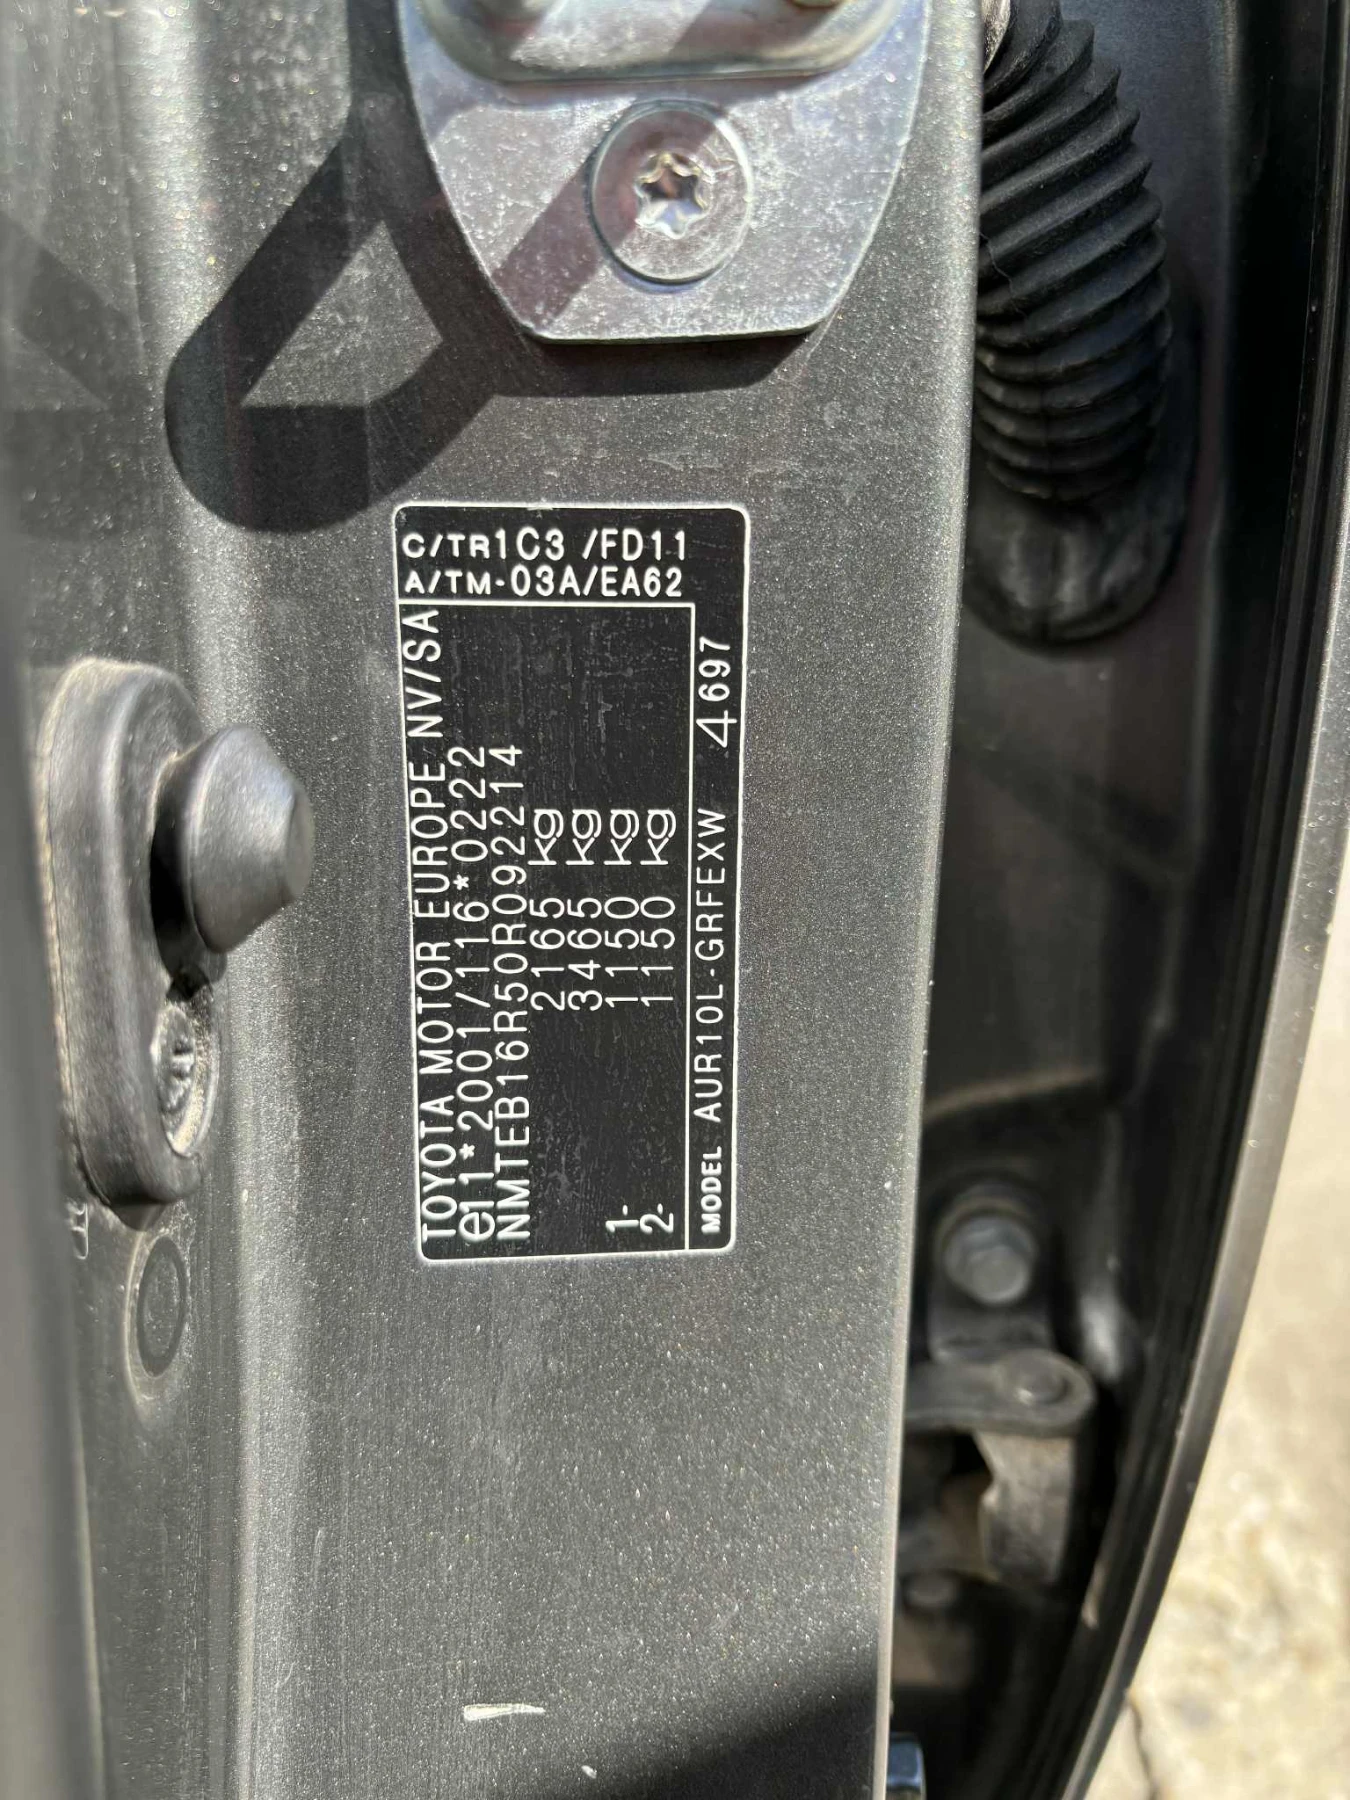 C/TR1C3 /FD11
A/TM-03A/EA62
TOYOTA MOTOR EUROPE NV/SA
e11*2001/116*0222
NMTEB16R50R092214
2165 kg
3465 kg
1- 1150 kg
2- 1150 kg
MODEL AUR10L-GRFEXW 4697